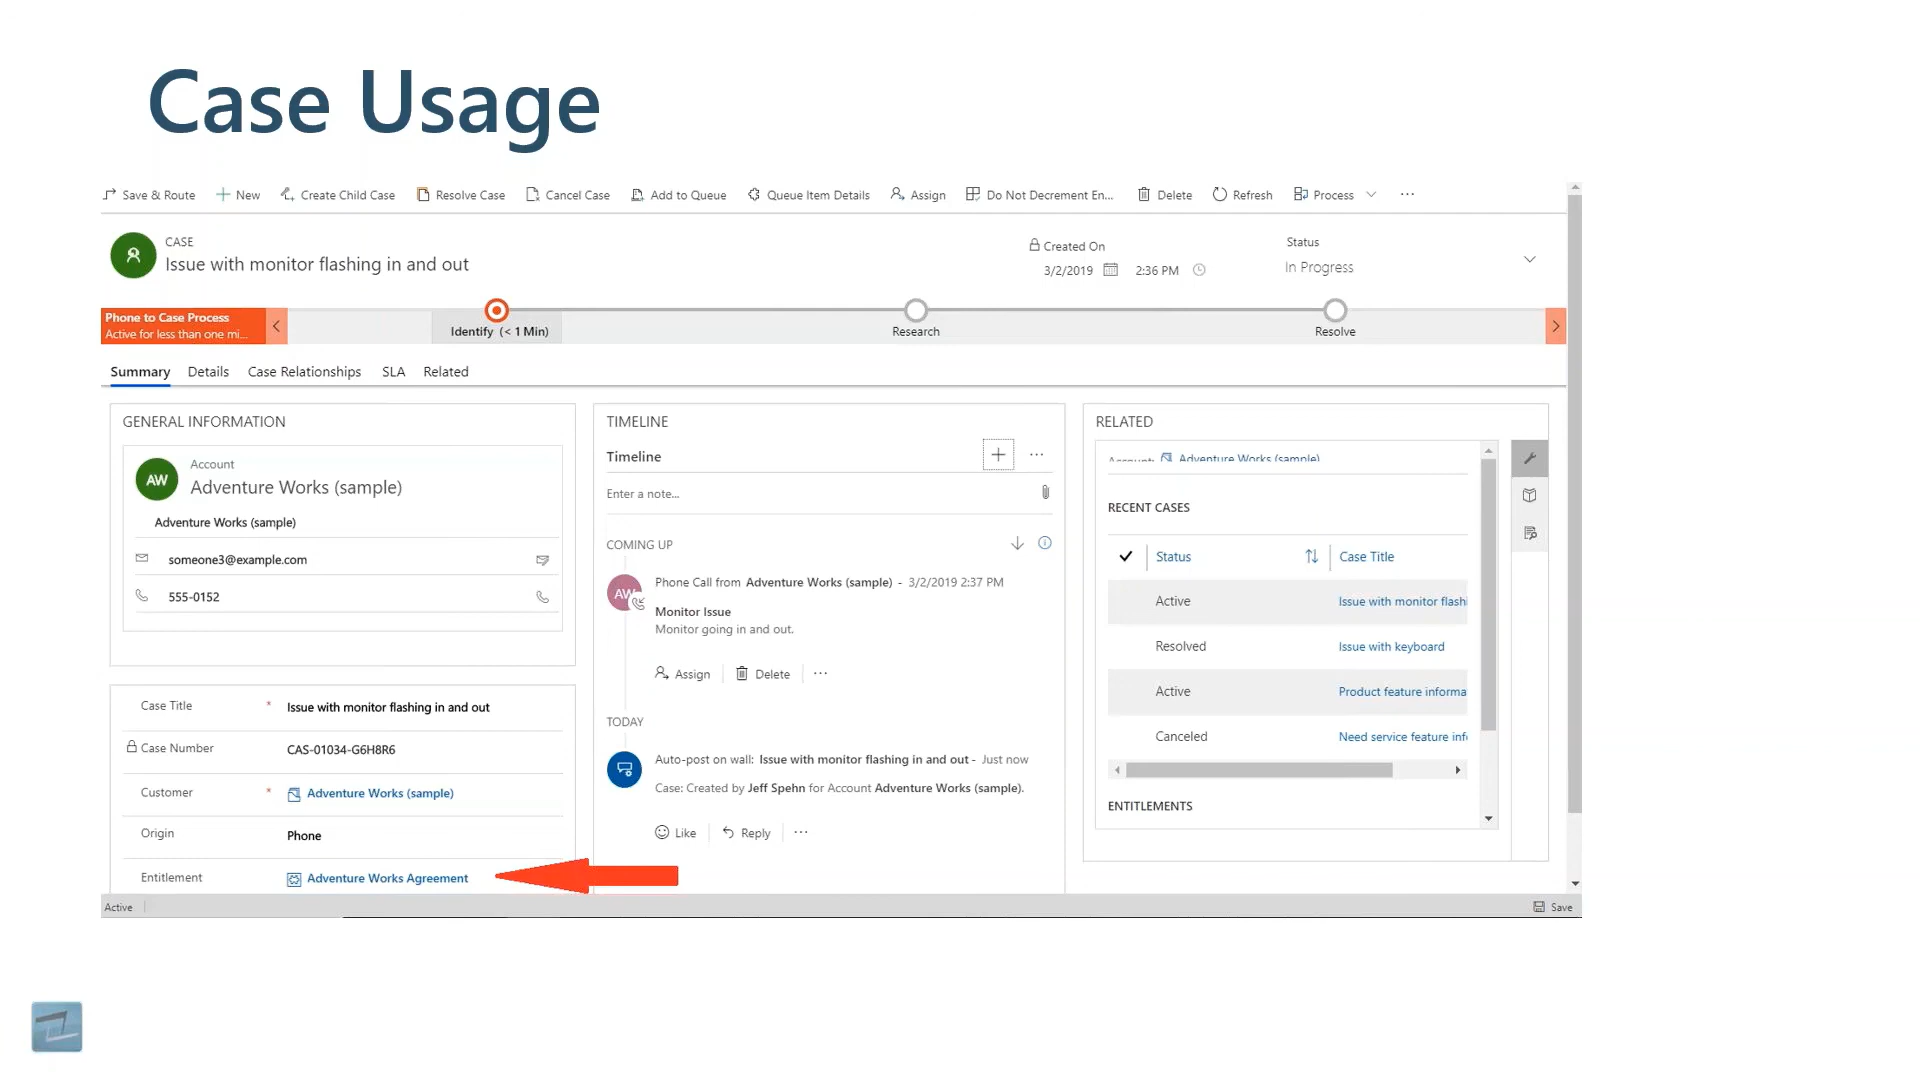 Case Usage
Save & Route New Create Child Case Resolve Case Cancel Case Add to Queue Queue Item Details Assign Do Not Decrement En... Delete Refresh Process ...
CASE
Issue with monitor flashing in and out
Created On
3/2/2019 2:36 PM
Status
In Progress
Phone to Case Process
Active for less than one mi...
Identify (< 1 Min)
Research
Resolve
Summary Details Case Relationships SLA Related
GENERAL INFORMATION
AW
Account
Adventure Works (sample)
Adventure Works (sample)
someone3@example.com
555-0152
Case Title * Issue with monitor flashing in and out
Case Number CAS-01034-G6H8R6
Customer * Adventure Works (sample)
Origin Phone
Entitlement Adventure Works Agreement
TIMELINE
Timeline
Enter a note...
COMING UP
AW
Phone Call from Adventure Works (sample) - 3/2/2019 2:37 PM
Monitor Issue
Monitor going in and out.
Assign Delete ...
TODAY
Auto-post on wall: Issue with monitor flashing in and out - Just now
Case: Created by Jeff Spehn for Account Adventure Works (sample).
Like Reply ...
RELATED
Account: Adventure Works (sample)
RECENT CASES
Status Case Title
Active Issue with monitor flashi
Resolved Issue with keyboard
Active Product feature informa
Canceled Need service feature inf
ENTITLEMENTS
Active
Save